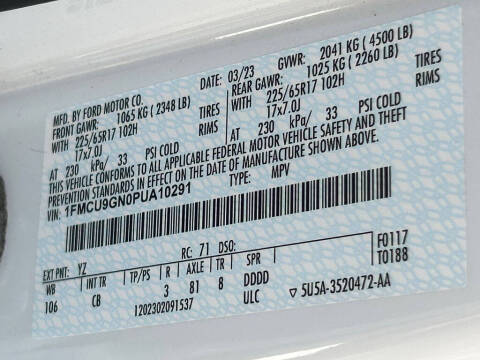 MFD. BY FORD MOTOR CO.
DATE: 03/23 GVWR: 2041 KG (4500 LB)
FRONT GAWR: 1065 KG (2348 LB) REAR GAWR: 1025 KG (2260 LB)
WITH 225/65R17 102H TIRES WITH 225/65R17 102H TIRES
17x7.0J RIMS 17x7.0J RIMS
AT 230 kPa/ 33 PSI COLD AT 230 kPa/ 33 PSI COLD
THIS VEHICLE CONFORMS TO ALL APPLICABLE FEDERAL MOTOR VEHICLE SAFETY AND THEFT
PREVENTION STANDARDS IN EFFECT ON THE DATE OF MANUFACTURE SHOWN ABOVE.
VIN: 1FMCU9GN0PUA10291 TYPE: MPV
EXT PNT: YZ RC: 71 DSO: F0117
WB INT TR TP/PS R AXLE TR T0188
106 CB 3 81 8 DDDD
1202302091537 ULC 5U5A-3520472-AA